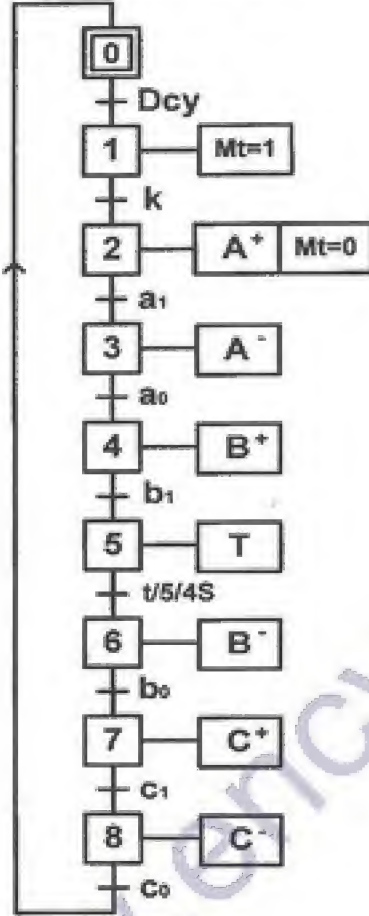 0
Dcy
1 Mt=1
k
2 A⁺ Mt=0
a₁
3 A⁻
a₀
4 B⁺
b₁
5 T
t/5/4S
6 B⁻
b₀
7 C⁺
c₁
8 C⁻
c₀